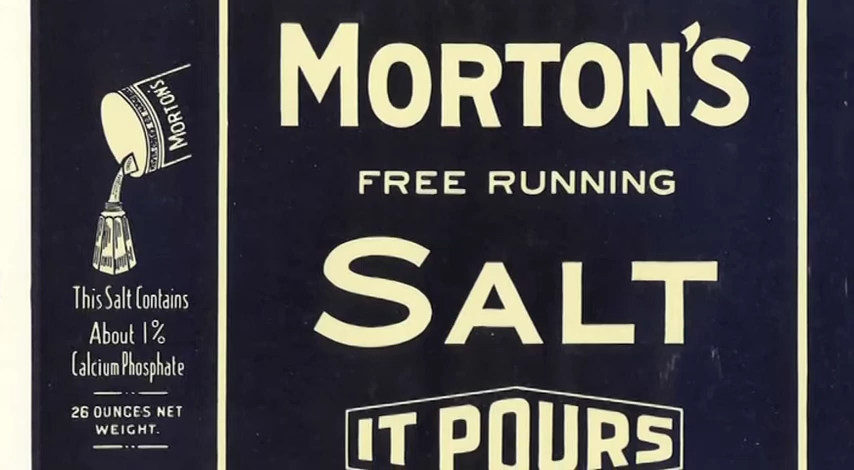 MORTON'S
This Salt Contains
About 1%
Calcium Phosphate
26 OUNCES NET
WEIGHT.
MORTON'S
FREE RUNNING
SALT
IT POURS